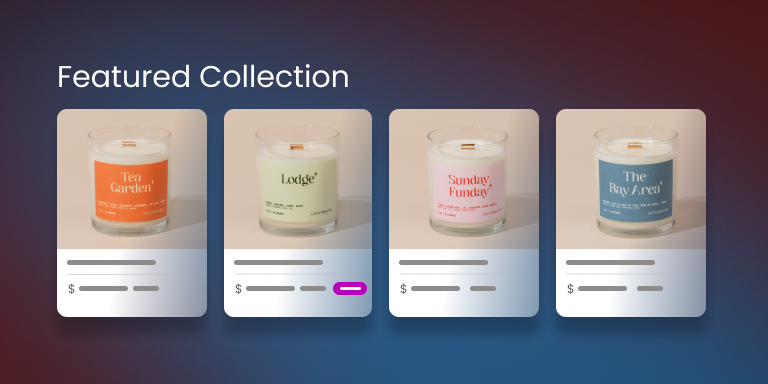 Featured Collection
Tea
Garden
Lodge
Sunday
Funday
The
Bay Area
$
$
$
$